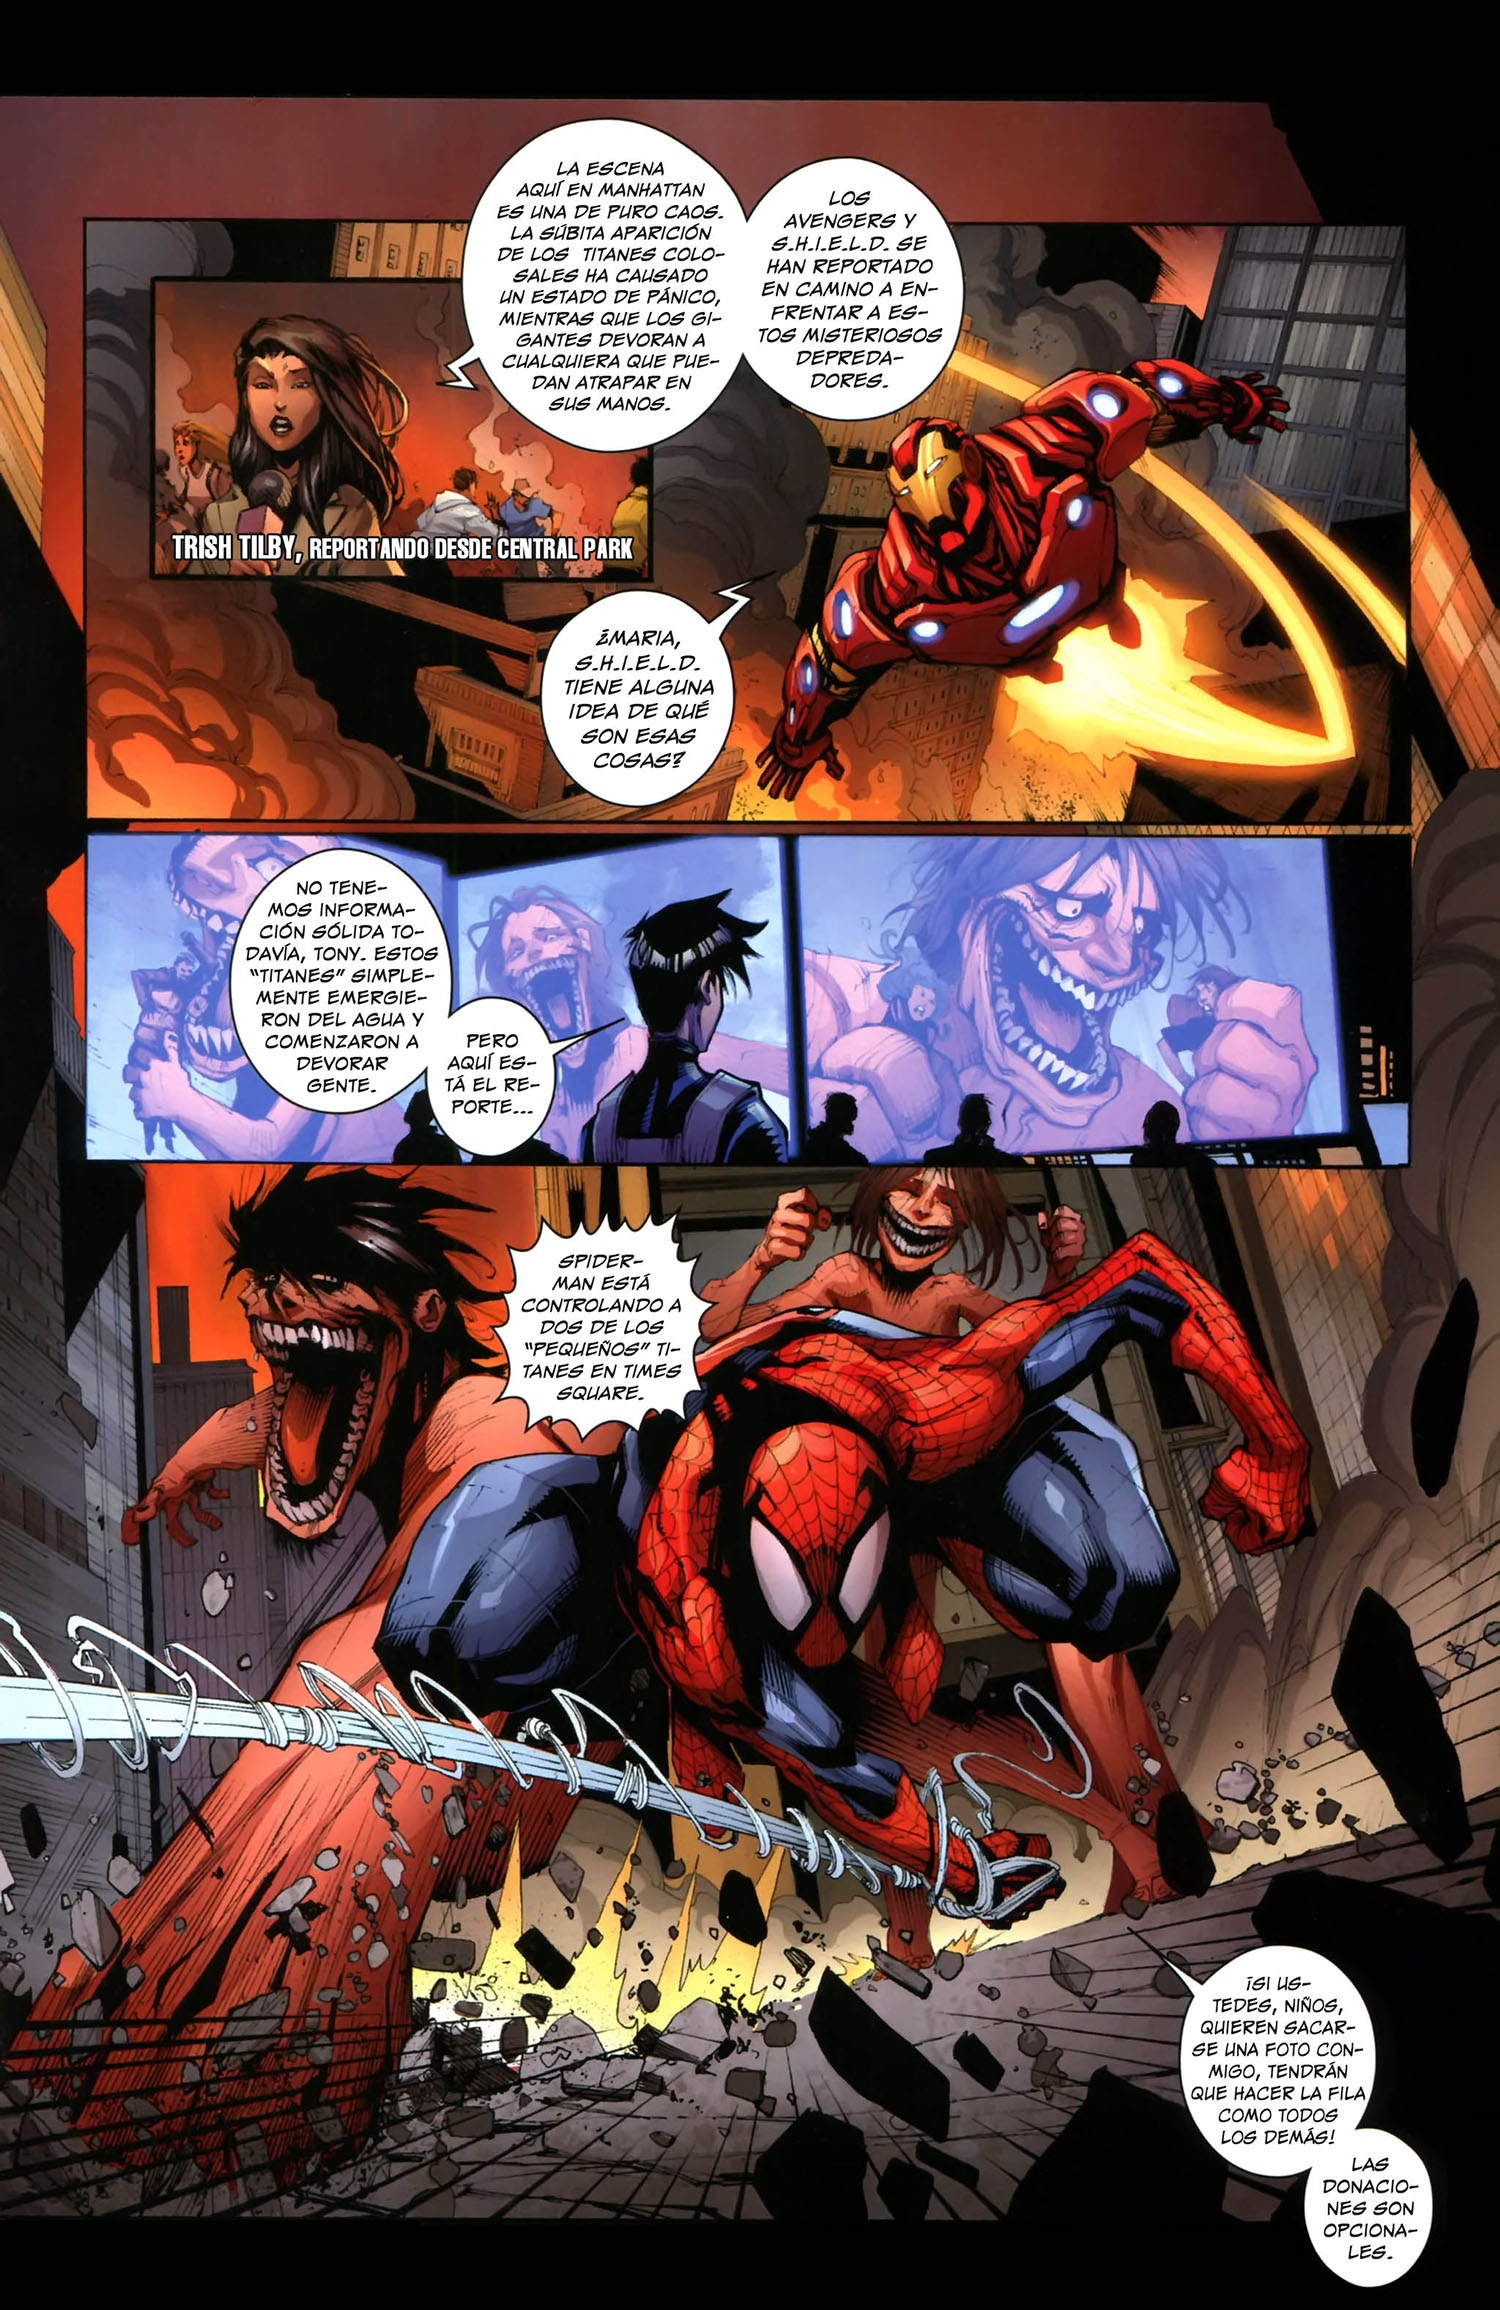 LA ESCENA
AQUÍ EN MANHATTAN
ES UNA DE PURO CAOS.
LA SÚBITA APARICIÓN
DE LOS TITANES COLO-
SALES HA CAUSADO
UN ESTADO DE PÁNICO,
MIENTRAS QUE LOS GI-
GANTES DEVORAN A
CUALQUIERA QUE PUE-
DAN ATRAPAR EN
SUS MANOS.
LOS
AVENGERS Y
S.H.I.E.L.D. SE
HAN REPORTADO
EN CAMINO A EN-
FRENTAR A ES-
TOS MISTERIOSOS
DEPREDA-
DORES.
TRISH TILBY, REPORTANDO DESDE CENTRAL PARK
¿MARIA,
S.H.I.E.L.D.
TIENE ALGUNA
IDEA DE QUÉ
SON ESAS
COSAS?
NO TENE-
MOS INFORMA-
CIÓN SÓLIDA TO-
DAVÍA, TONY. ESTOS
"TITANES" SIMPLE-
MENTE EMERGIE-
RON DEL AGUA Y
COMENZARON A
DEVORAR
GENTE.
PERO
AQUÍ ES-
TÁ EL RE-
PORTE...
SPIDER-
MAN ESTÁ
CONTROLANDO A
DOS DE LOS
"PEQUEÑOS" TI-
TANES EN TIMES
SQUARE.
¡SI US-
TEDES, NIÑOS,
QUIEREN SACAR-
SE UNA FOTO CON-
MIGO, TENDRÁN
QUE HACER LA FILA
COMO TODOS
LOS DEMÁS!
LAS
DONACIO-
NES SON
OPCIONA-
LES.